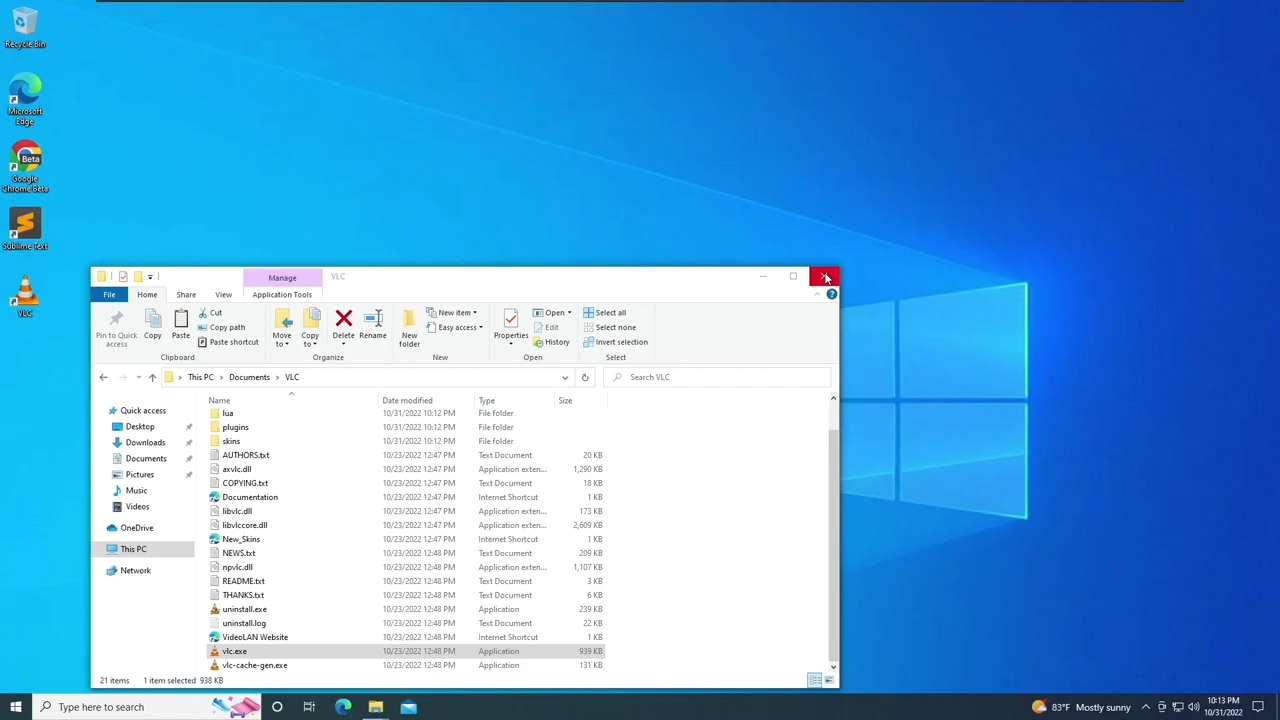 Recycle Bin
Microsoft
Edge
Beta
Google
Chrome Beta
Sublime Text
VLC
Manage
VLC
File
Home
Share
View
Application Tools
Pin to Quick
access
Copy
Paste
Cut
Copy path
Paste shortcut
Clipboard
Move
to
Copy
to
Delete
Rename
Organize
New
folder
New item
Easy access
New
Properties
Open
Edit
History
Open
Select all
Select none
Invert selection
Select
This PC > Documents > VLC
Search VLC
Quick access
Desktop
Downloads
Documents
Pictures
Music
Videos
OneDrive
This PC
Network
Name Date modified Type Size
lua 10/31/2022 10:12 PM File folder
plugins 10/31/2022 10:12 PM File folder
skins 10/31/2022 10:12 PM File folder
AUTHORS.txt 10/23/2022 12:47 PM Text Document 20 KB
axvlc.dll 10/23/2022 12:47 PM Application exten... 1,290 KB
COPYING.txt 10/23/2022 12:47 PM Text Document 18 KB
Documentation 10/23/2022 12:47 PM Internet Shortcut 1 KB
libvlc.dll 10/23/2022 12:47 PM Application exten... 173 KB
libvlccore.dll 10/23/2022 12:47 PM Application exten... 2,609 KB
New_Skins 10/23/2022 12:47 PM Internet Shortcut 1 KB
NEWS.txt 10/23/2022 12:48 PM Text Document 209 KB
npvlc.dll 10/23/2022 12:48 PM Application exten... 1,107 KB
README.txt 10/23/2022 12:48 PM Text Document 3 KB
THANKS.txt 10/23/2022 12:48 PM Text Document 6 KB
uninstall.exe 10/23/2022 12:48 PM Application 239 KB
uninstall.log 10/23/2022 12:48 PM Text Document 22 KB
VideoLAN Website 10/23/2022 12:48 PM Internet Shortcut 1 KB
vlc.exe 10/23/2022 12:48 PM Application 939 KB
vlc-cache-gen.exe 10/23/2022 12:48 PM Application 131 KB
21 items 1 item selected 938 KB
Type here to search
83°F Mostly sunny
10:13 PM
10/31/2022